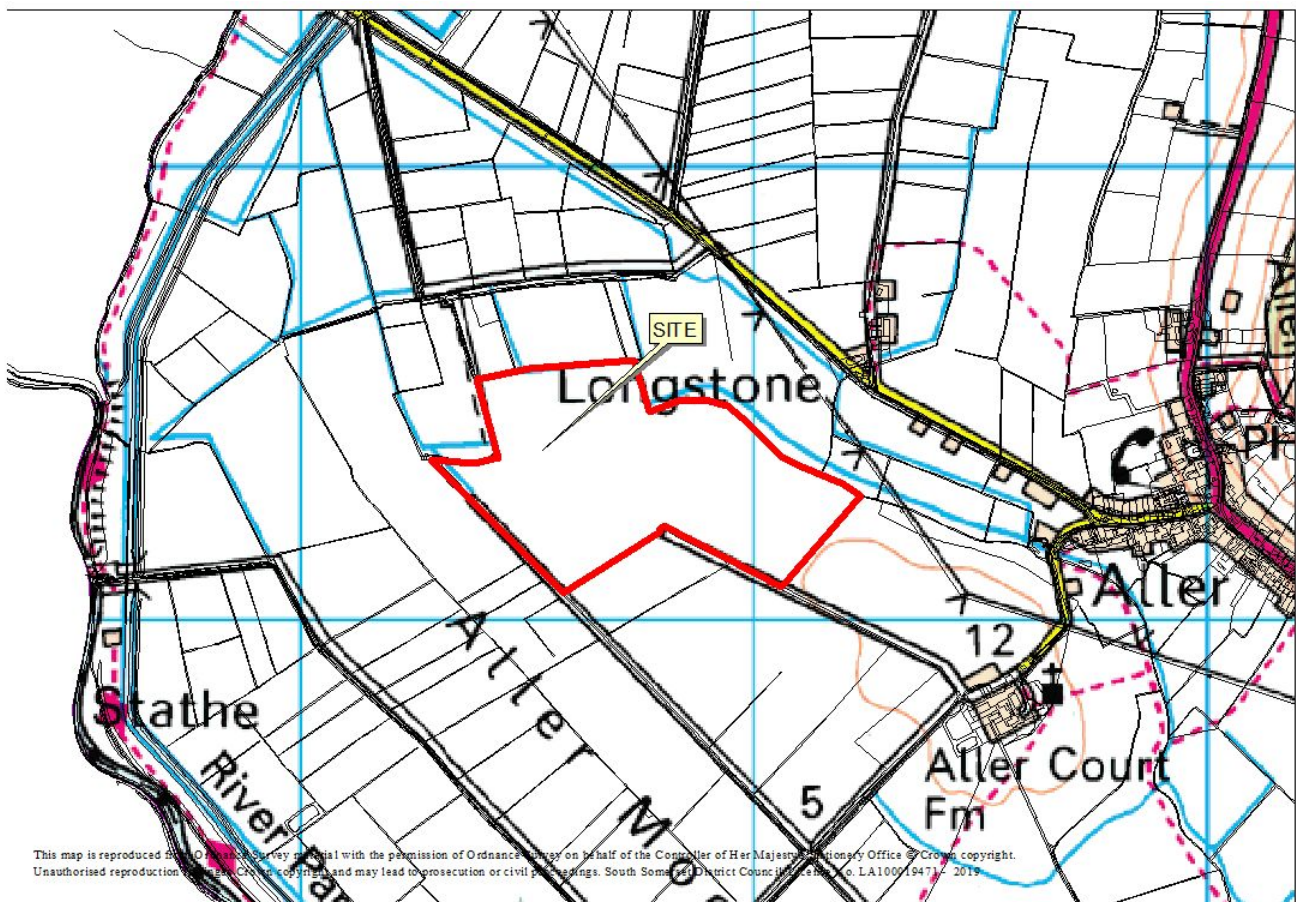 SITE
Longstone
PH
Aller
12
Stathe
Aller Moo
River Par
Aller Court
Fm
5
This map is reproduced from Ordnance Survey material with the permission of Ordnance Survey on behalf of the Controller of Her Majesty's Stationery Office © Crown copyright.
Unauthorised reproduction infringes Crown copyright and may lead to prosecution or civil proceedings. South Somerset District Council Licence No. LA100019471 - 2019